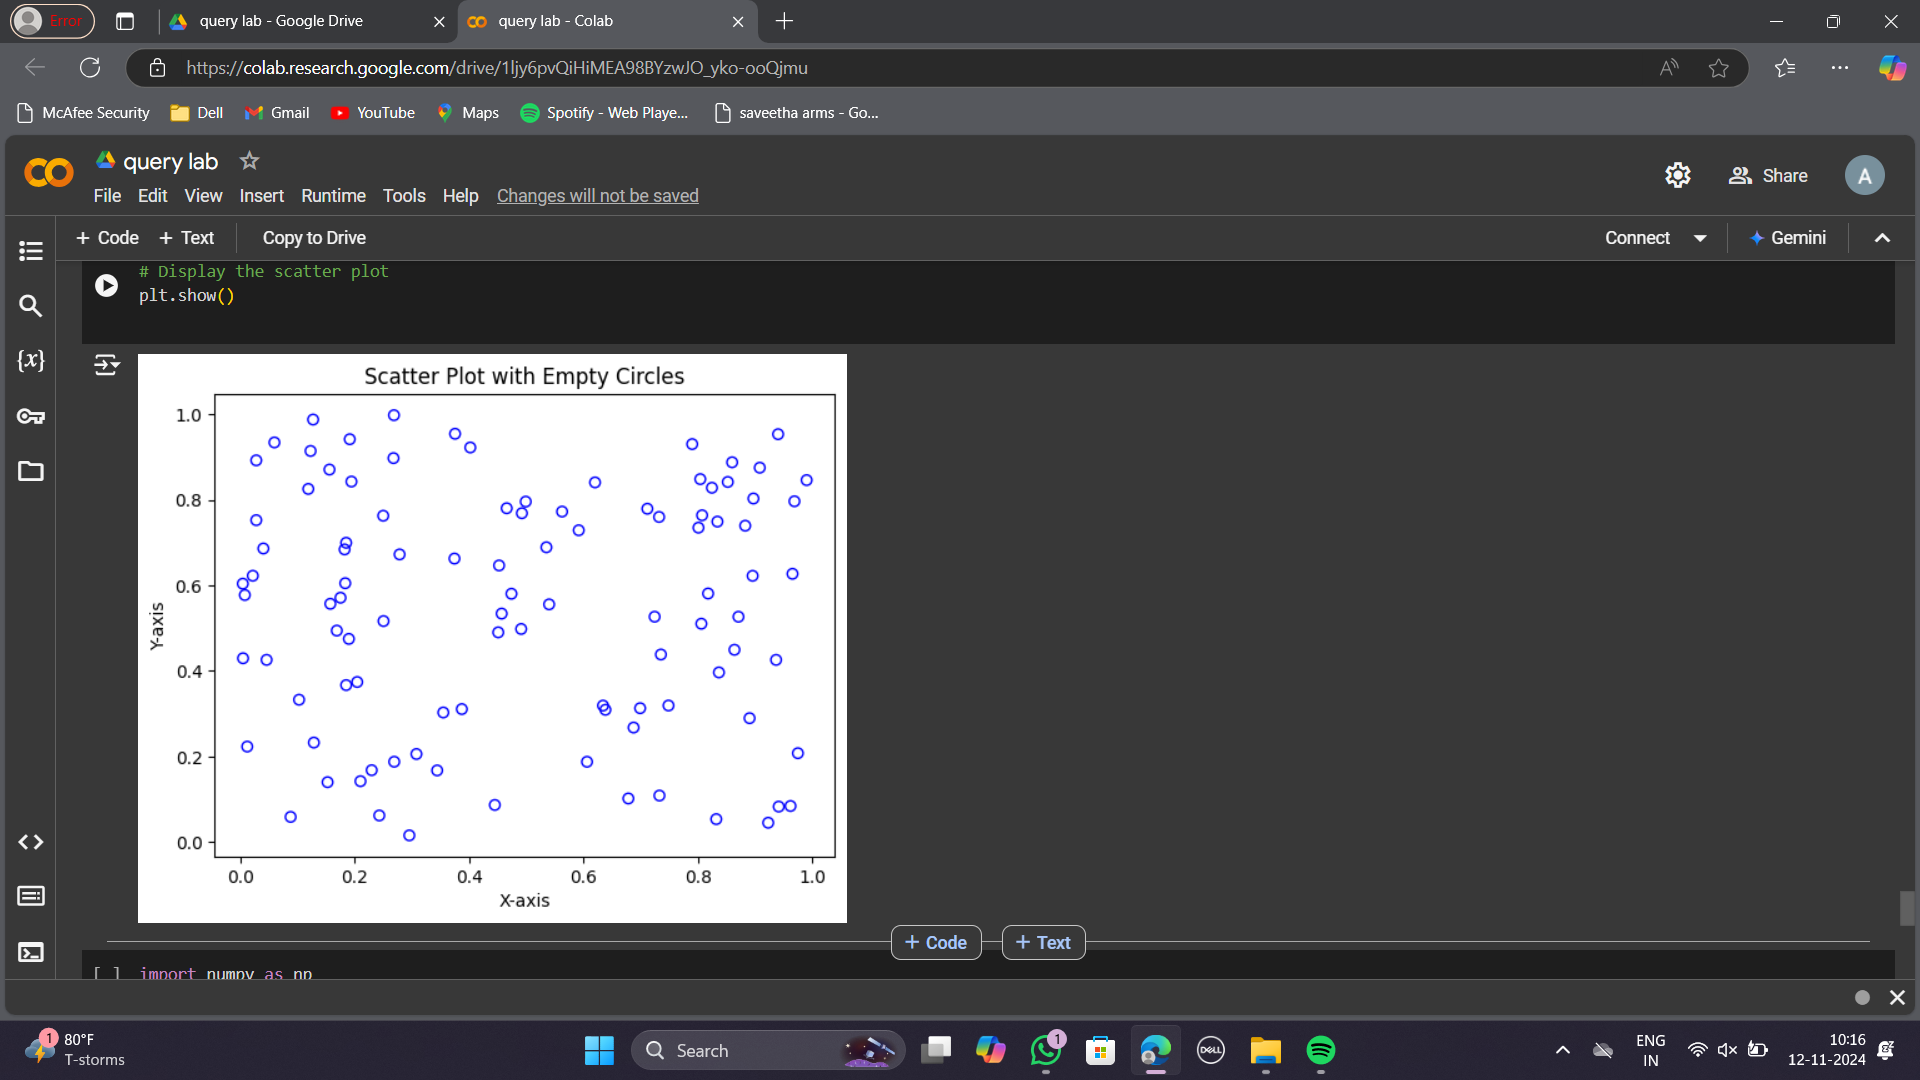 Error
query lab - Google Drive
query lab - Colab
https://colab.research.google.com/drive/1ljy6pvQiHiMEA98BYzwJO_yko-ooQjmu
McAfee Security
Dell
Gmail
YouTube
Maps
Spotify - Web Playe...
saveetha arms - Go...
query lab
File Edit View Insert Runtime Tools Help Changes will not be saved
Share
A
+ Code + Text Copy to Drive
Connect
Gemini
# Display the scatter plot
plt.show()
{x}
Scatter Plot with Empty Circles
1.0
0.8
0.6
0.4
0.2
0.0
Y-axis
0.0 0.2 0.4 0.6 0.8 1.0
X-axis
+ Code
+ Text
[ ] import numpy as np
1
80°F
T-storms
Search
1
DELL
ENG
IN
10:16
12-11-2024